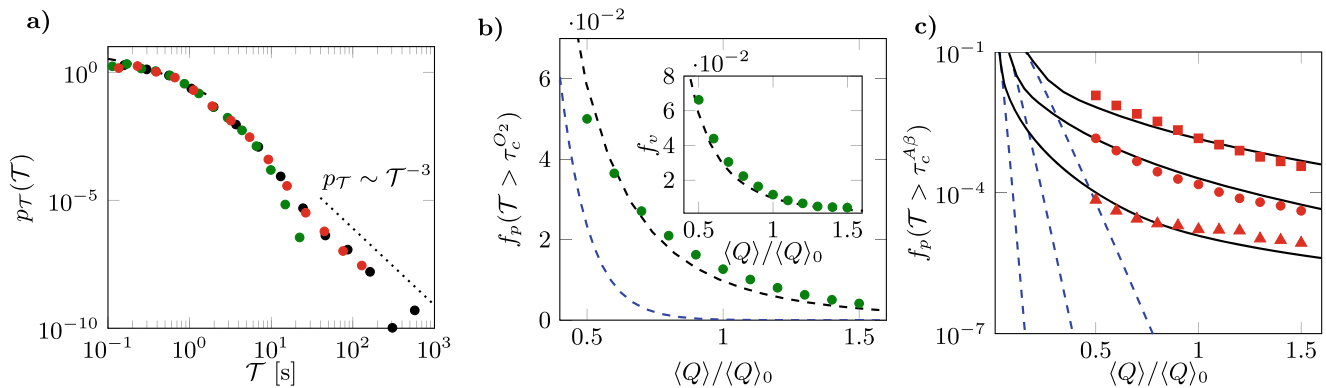 a)
10^0
10^{-5}
10^{-10}
p_𝒯(𝒯)
p_𝒯 ∼ 𝒯^{−3}
10^{-1} 10^0 10^1 10^2 10^3
𝒯 [s]
b)
·10^{-2}
6
4
2
0
f_p(𝒯 > τ_c^{O_2})
0.5 1 1.5
⟨Q⟩/⟨Q⟩_0
·10^{-2}
8
6
4
2
f_v
0.5 1 1.5
⟨Q⟩/⟨Q⟩_0
c)
10^{-1}
10^{-4}
10^{-7}
f_p(𝒯 > τ_c^{Aβ})
0.5 1 1.5
⟨Q⟩/⟨Q⟩_0